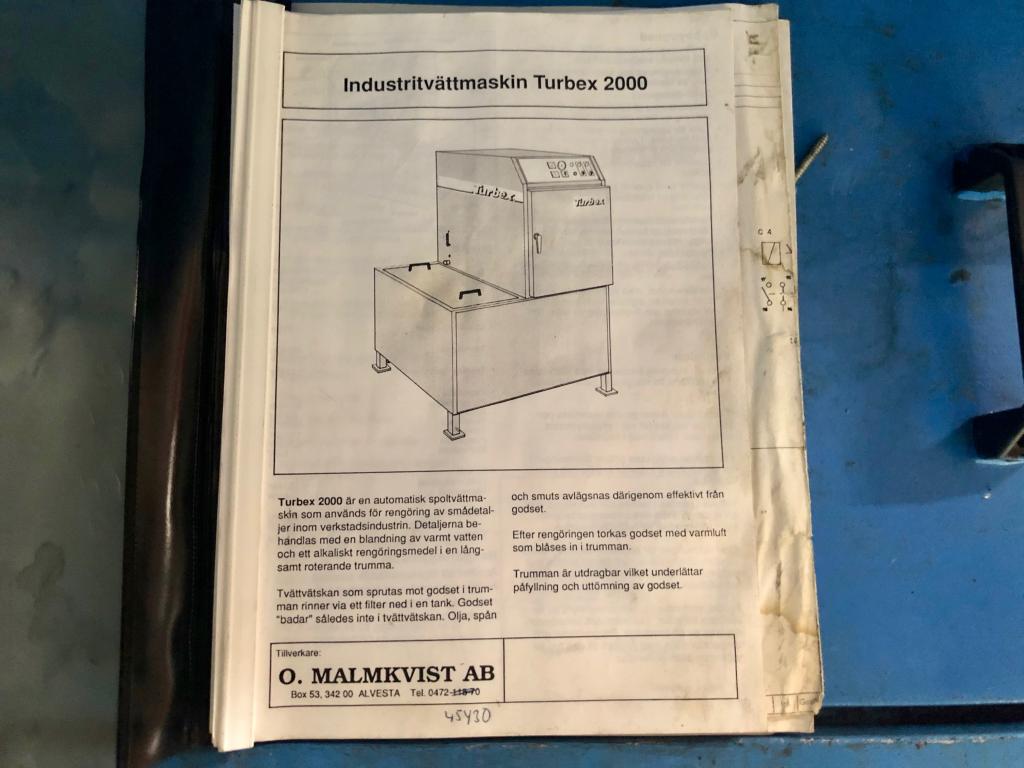 Industritvättmaskin Turbex 2000
Turbex
Turbex
Turbex 2000 är en automatisk spoltvättma-
skin som används för rengöring av smådetal-
jer inom verkstadsindustrin. Detaljerna be-
handlas med en blandning av varmt vatten
och ett alkaliskt rengöringsmedel i en lång-
samt roterande trumma.
Tvättvätskan som sprutas mot godset i trum-
man rinner via ett filter ned i en tank. Godset
"badar" således inte i tvättvätskan. Olja, spån
och smuts avlägsnas därigenom effektivt från
godset.
Efter rengöringen torkas godset med varmluft
som blåses in i trumman.
Trumman är utdragbar vilket underlättar
påfyllning och uttömning av godset.
Tillverkare:
O. MALMKVIST AB
Box 53, 342 00 ALVESTA Tel. 0472-118 70
45430
C 4